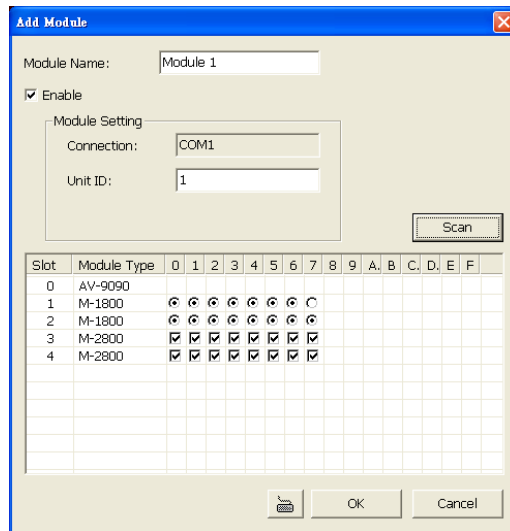 Add Module
Module Name: Module 1
Enable
Module Setting
Connection: COM1
Unit ID: 1
Scan
Slot Module Type 0 1 2 3 4 5 6 7 8 9 A. B C. D. E F
0 AV-9090
1 M-1800
2 M-1800
3 M-2800
4 M-2800
OK Cancel